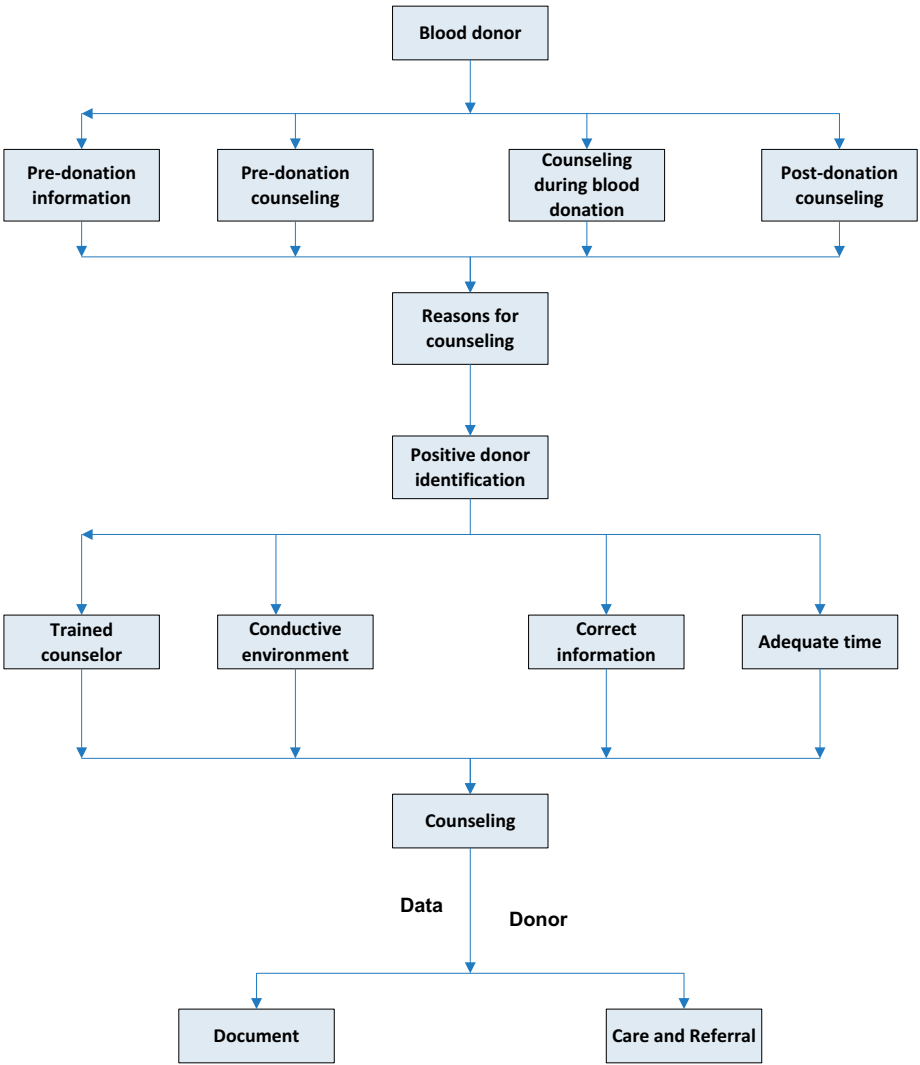 Blood donor
Pre-donation
information
Pre-donation
counseling
Counseling
during blood
donation
Post-donation
counseling
Reasons for
counseling
Positive donor
identification
Trained
counselor
Conductive
environment
Correct
information
Adequate time
Counseling
Data
Donor
Document
Care and Referral